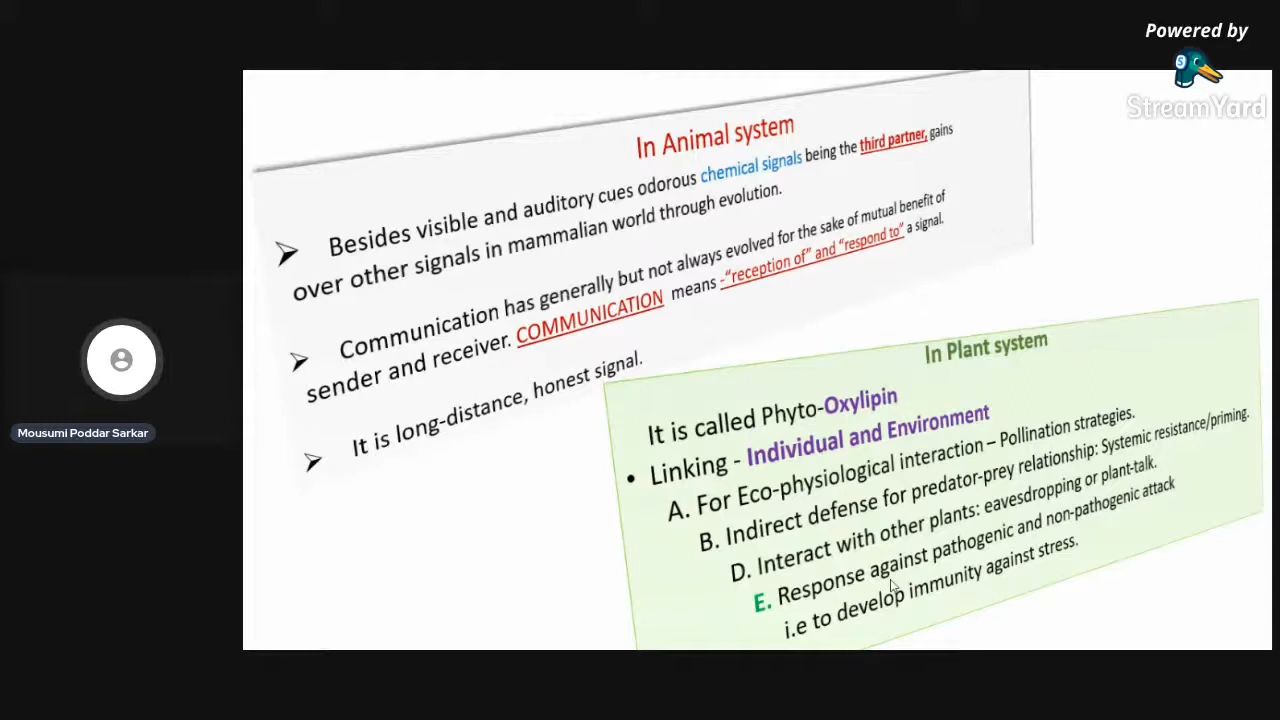 Powered by
StreamYard
In Animal system
Besides visible and auditory cues odorous chemical signals being the third partner, gains
over other signals in mammalian world through evolution.
Communication has generally but not always evolved for the sake of mutual benefit of
sender and receiver. COMMUNICATION means -“reception of” and “respond to” a signal.
It is long-distance, honest signal.
In Plant system
It is called Phyto-Oxylipin
• Linking - Individual and Environment
A. For Eco-physiological interaction – Pollination strategies.
B. Indirect defense for predator-prey relationship: Systemic resistance/priming.
D. Interact with other plants: eavesdropping or plant-talk.
E. Response against pathogenic and non-pathogenic attack
i.e to develop immunity against stress.
Mousumi Poddar Sarkar